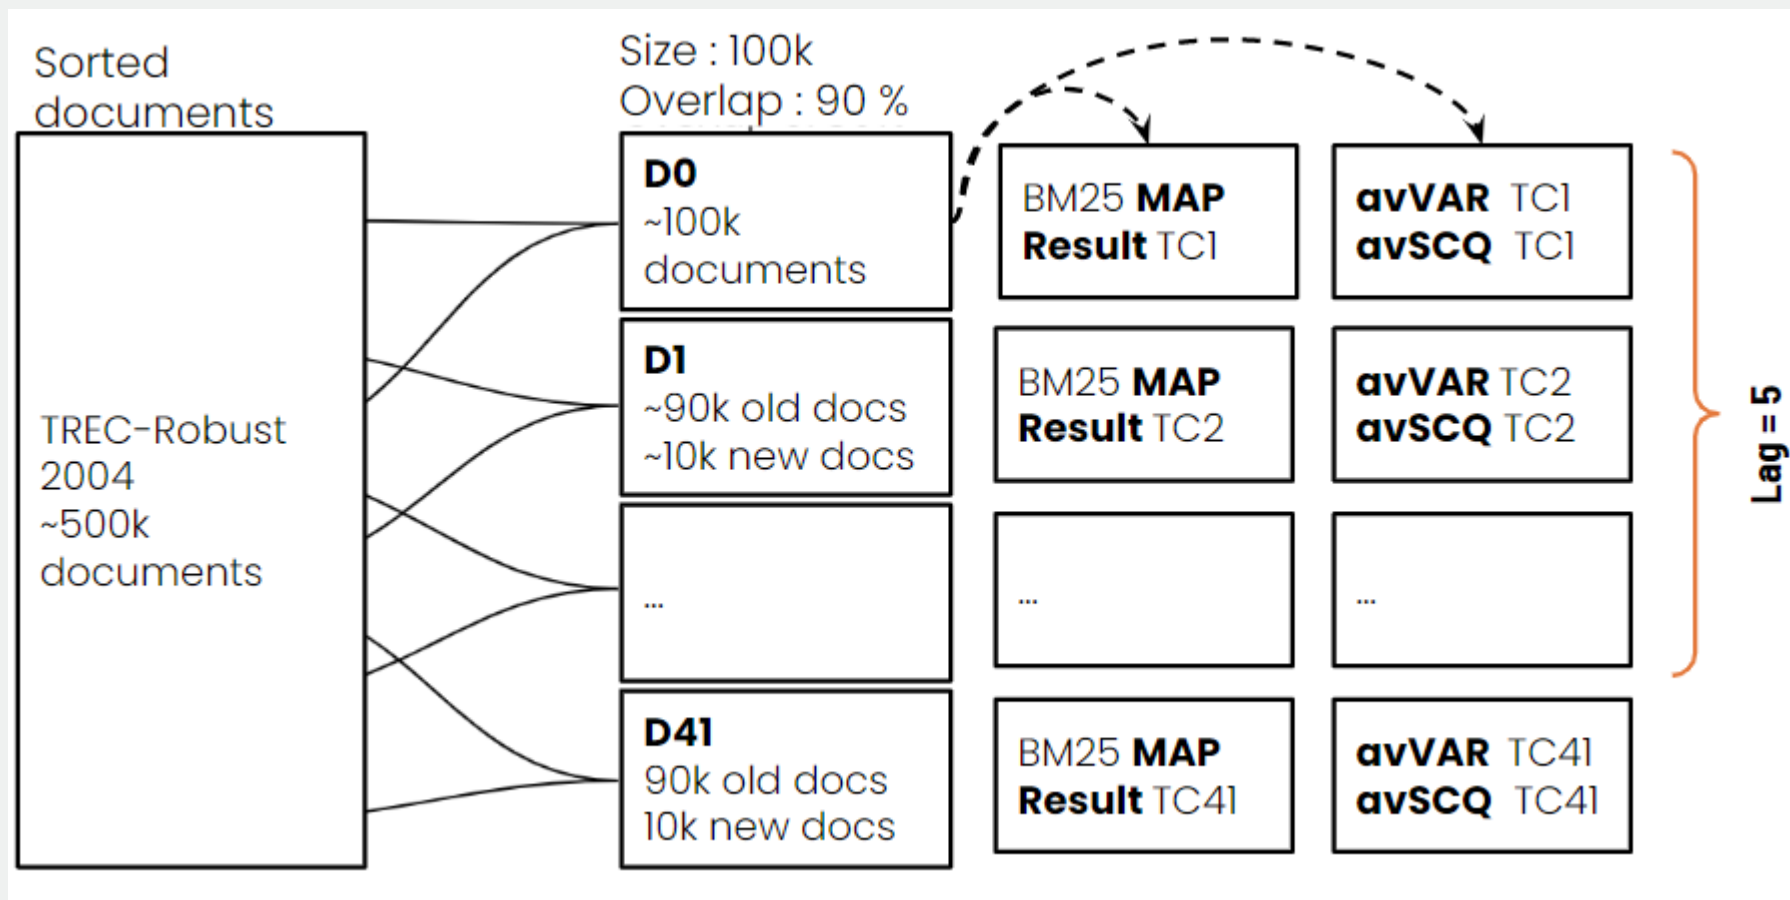 Sorted
documents
Size : 100k
Overlap : 90 %
TREC-Robust
2004
~500k
documents
D0
~100k
documents
D1
~90k old docs
~10k new docs
...
D41
90k old docs
10k new docs
BM25 MAP
Result TC1
BM25 MAP
Result TC2
...
BM25 MAP
Result TC41
avVAR TC1
avSCQ TC1
avVAR TC2
avSCQ TC2
...
avVAR TC41
avSCQ TC41
Lag = 5